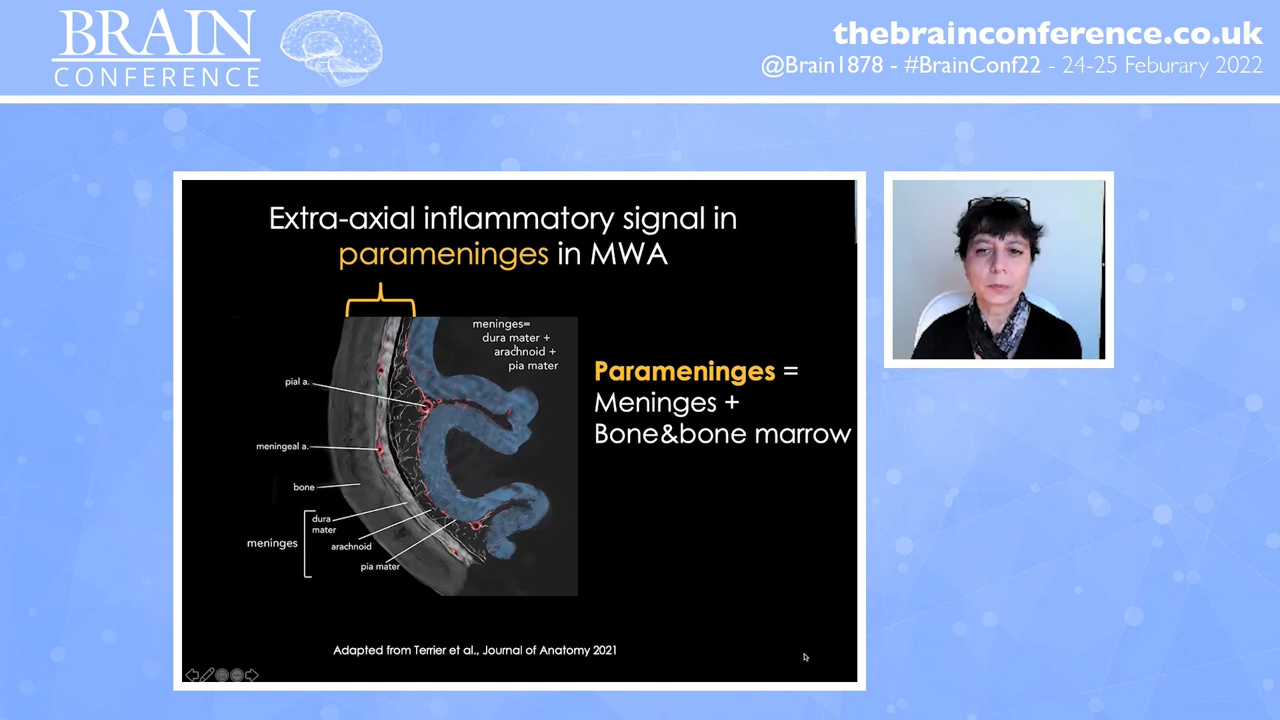 BRAIN
CONFERENCE
thebrainconference.co.uk
@Brain1878 - #BrainConf22 - 24-25 Feburary 2022
Extra-axial inflammatory signal in
parameninges in MWA
meninges=
dura mater +
arachnoid +
pia mater
pial a.
meningeal a.
bone
dura
mater
meninges
arachnoid
pia mater
Parameninges =
Meninges +
Bone&bone marrow
Adapted from Terrier et al., Journal of Anatomy 2021